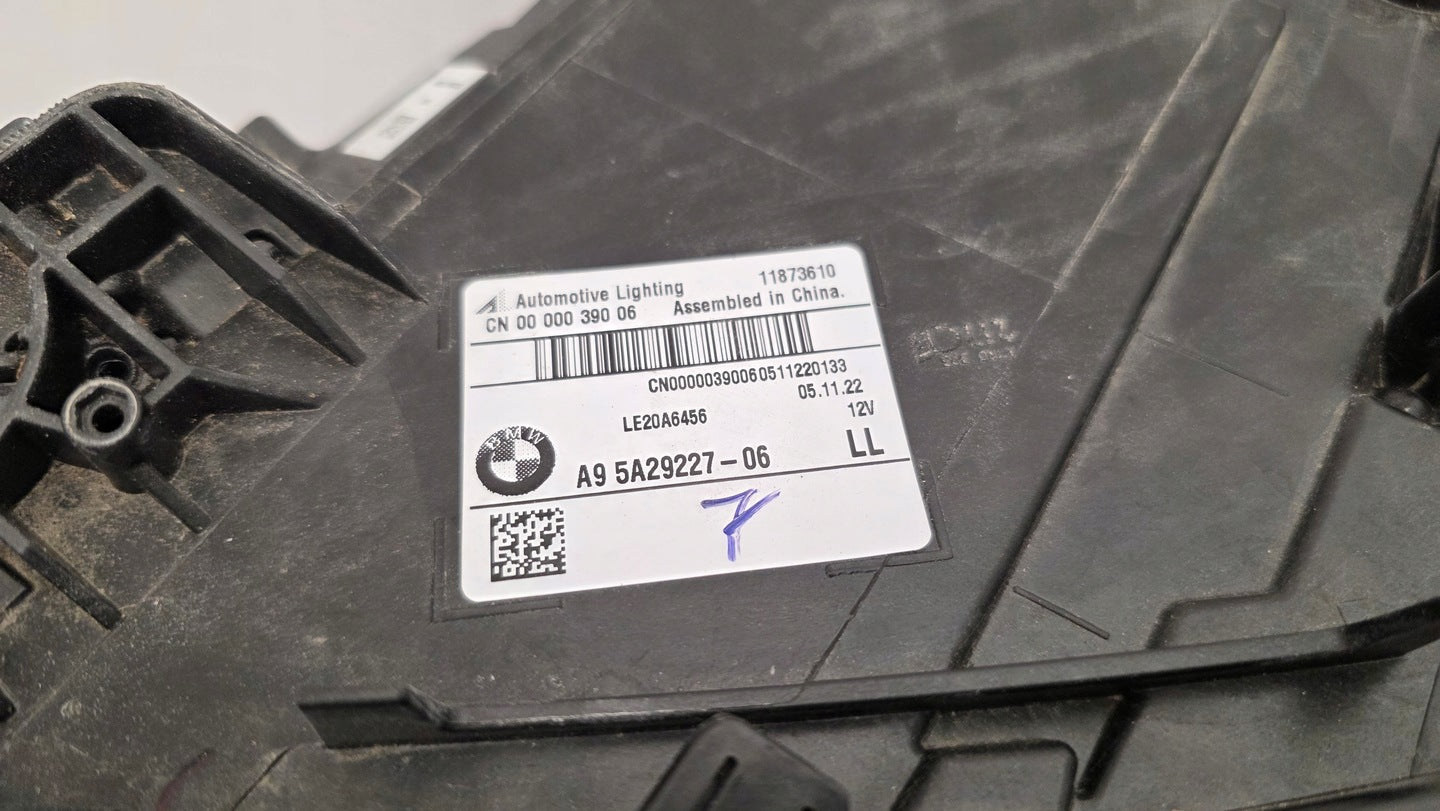 Automotive Lighting 11873610
CN 00 000 390 06 Assembled in China.
CN00000390060511220133
05.11.22
LE20A6456 12V
BMW
A9 5A29227-06 LL